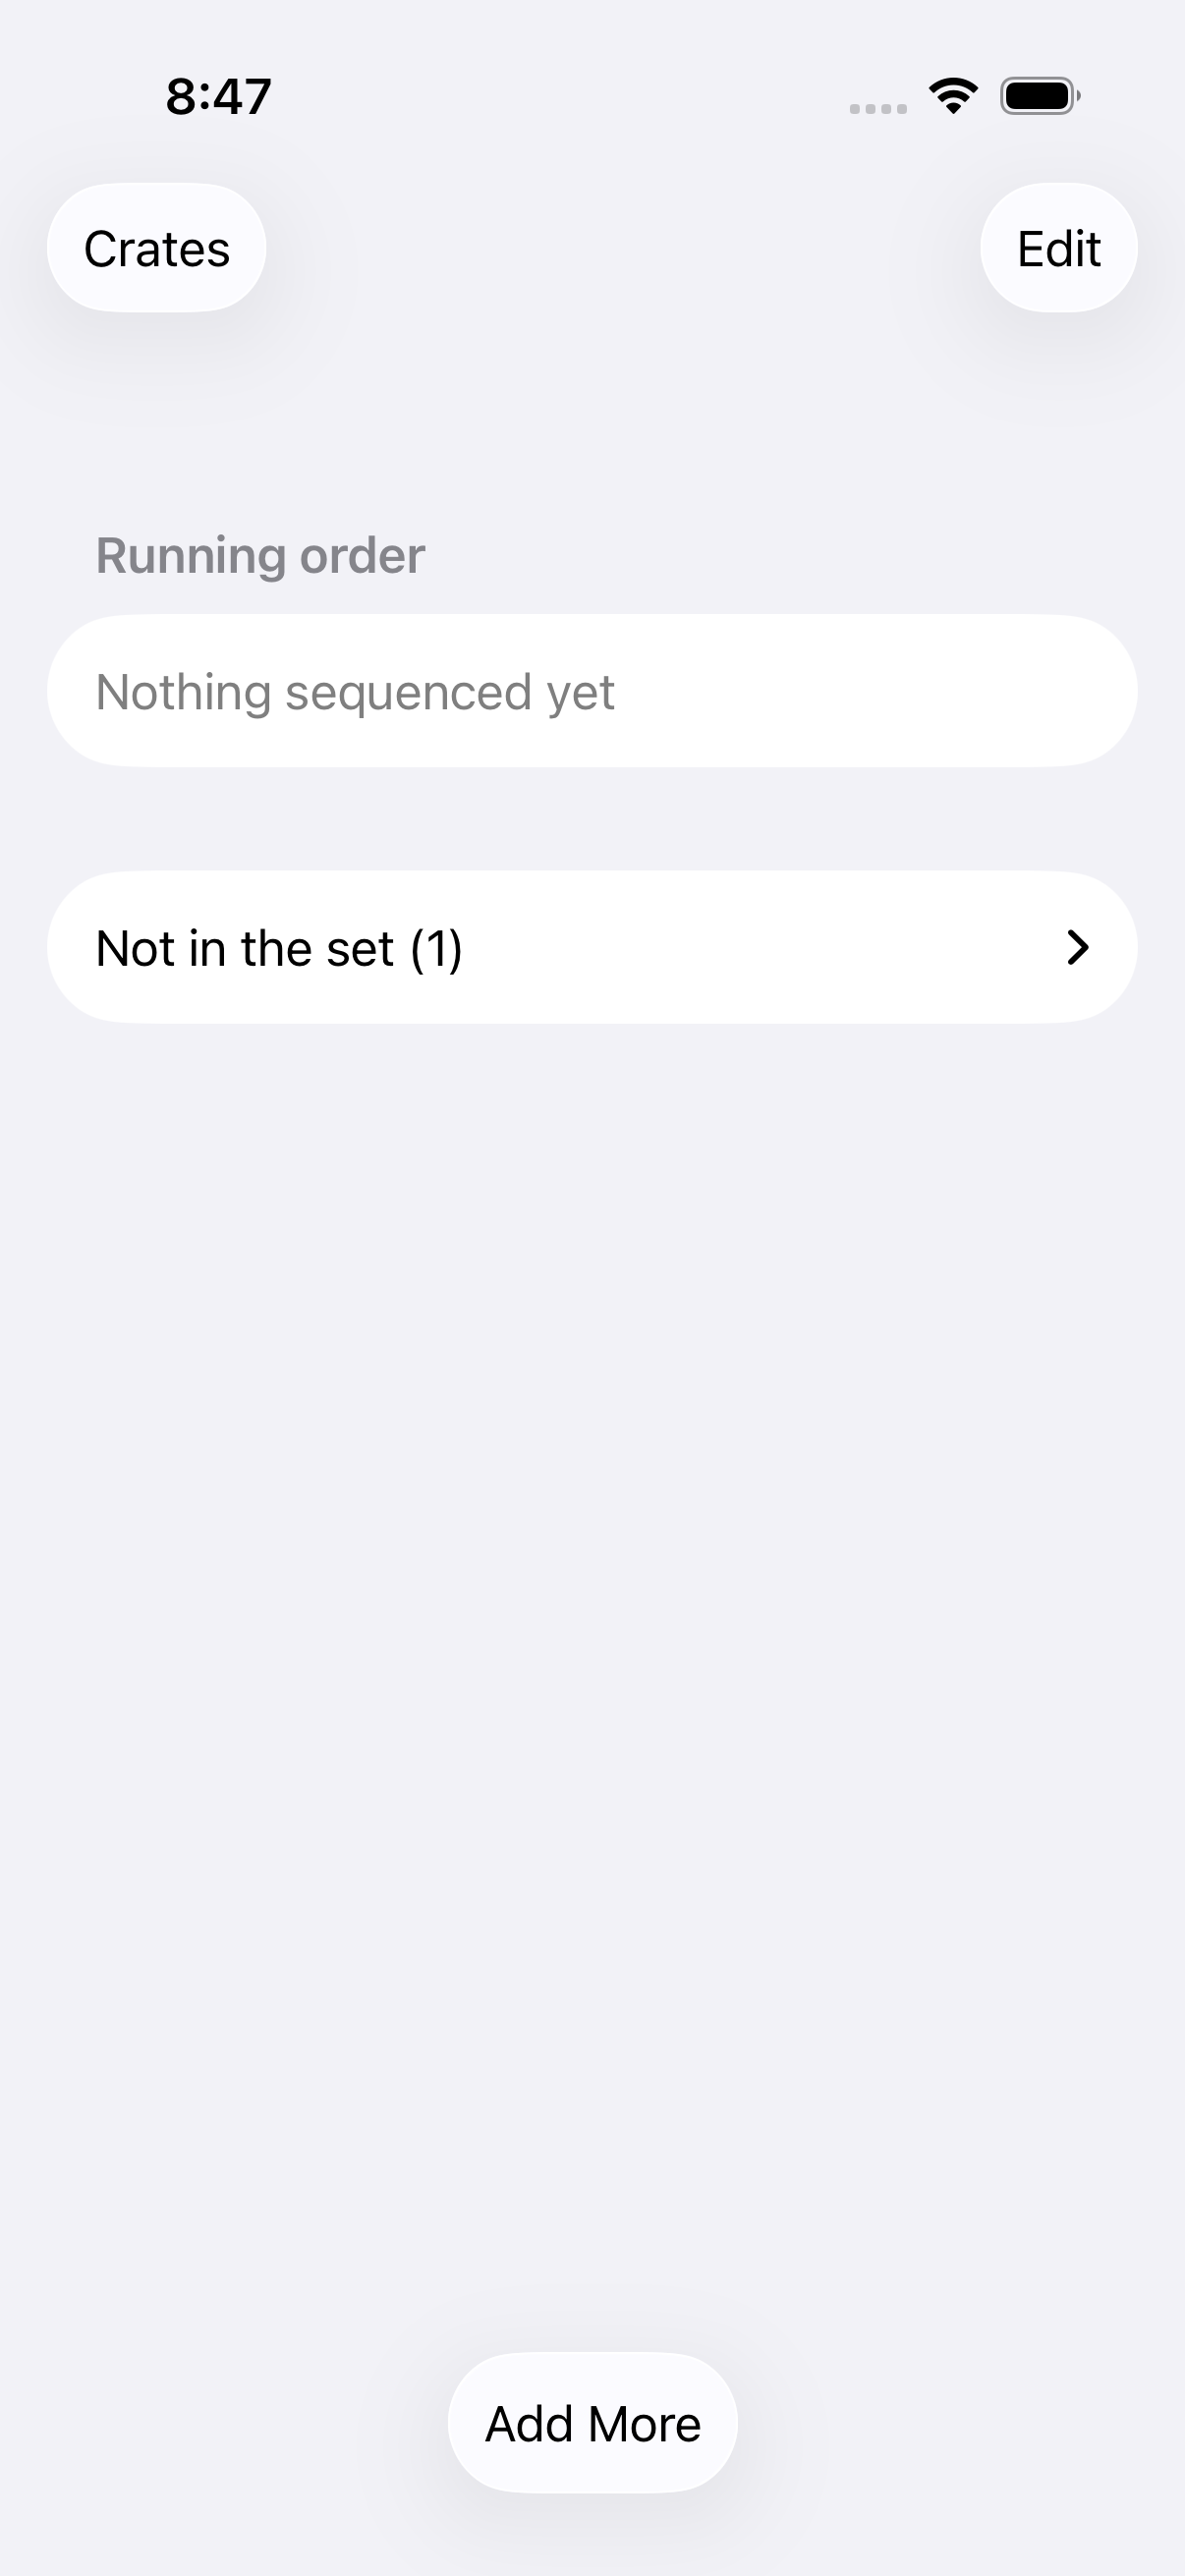 8:47
Crates
Edit
Running order
Nothing sequenced yet
Not in the set (1)
Add More